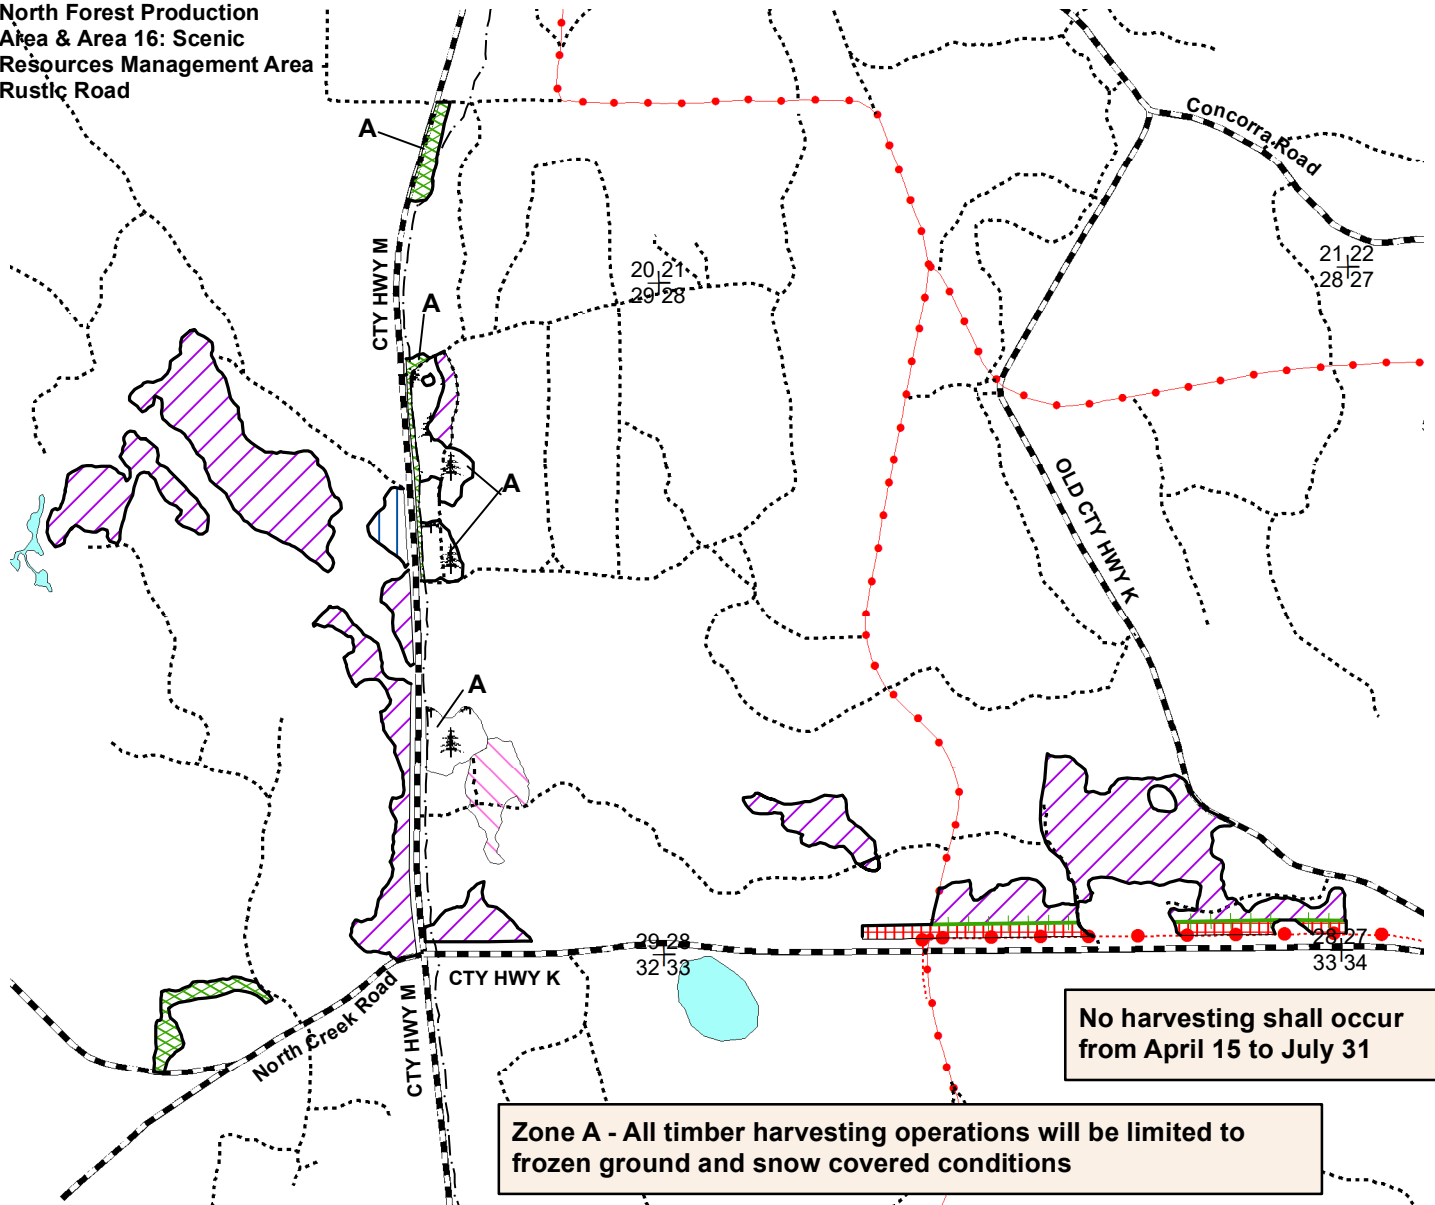 North Forest Production
Area & Area 16: Scenic
Resources Management Area
Rustic Road
A
Concorra Road
CTY HWY M
20 21
29 28
21 22
28 27
A
A
OLD CTY HWY K
A
29 28
32 33
CTY HWY K
28 27
33 34
North Creek Road
CTY HWY M
No harvesting shall occur
from April 15 to July 31
Zone A - All timber harvesting operations will be limited to
frozen ground and snow covered conditions